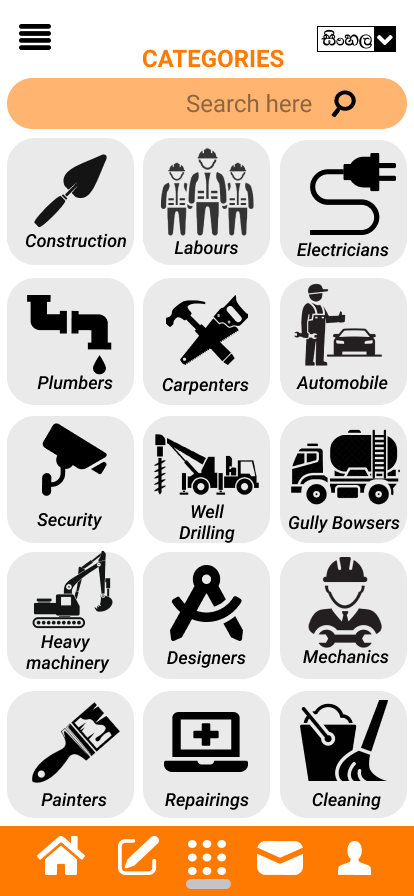 සිංහල
CATEGORIES
Search here
Construction
Labours
Electricians
Plumbers
Carpenters
Automobile
Security
Well
Drilling
Gully Bowsers
Heavy
machinery
Designers
Mechanics
Painters
Repairings
Cleaning